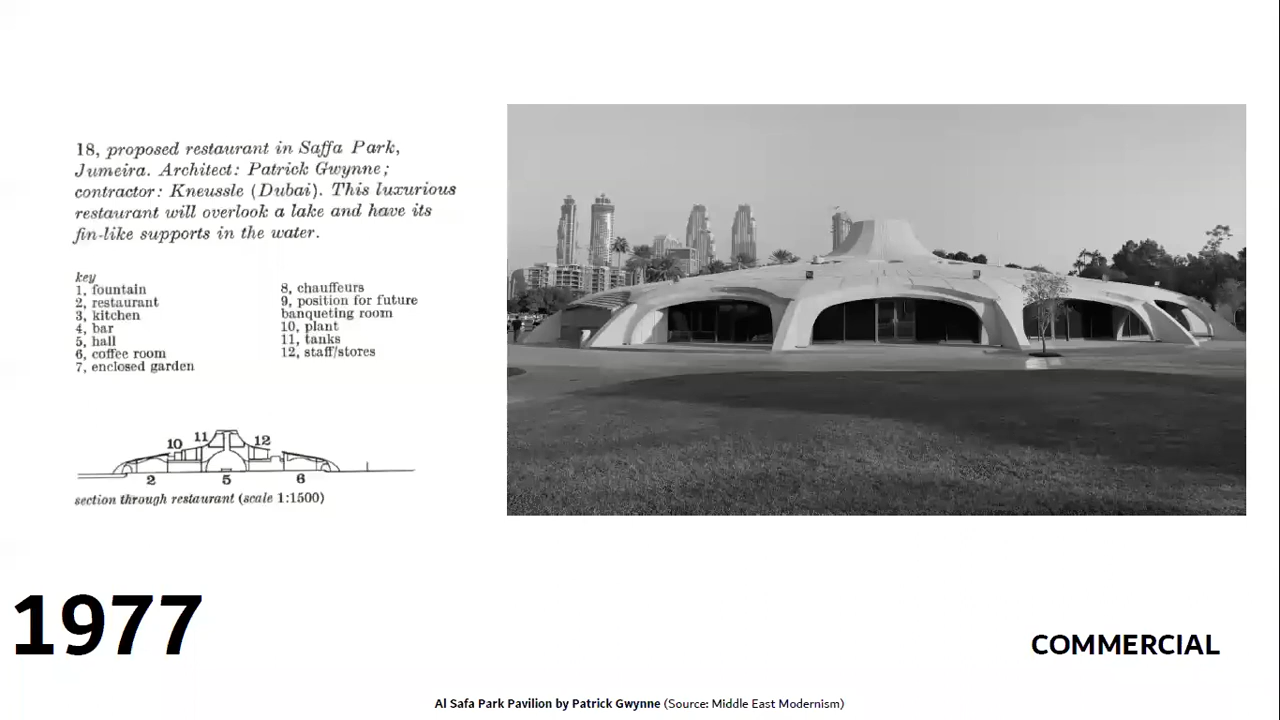 18, proposed restaurant in Saffa Park,
Jumeira. Architect: Patrick Gwynne;
contractor: Kneussle (Dubai). This luxurious
restaurant will overlook a lake and have its
fin-like supports in the water.
key
1, fountain
2, restaurant
3, kitchen
4, bar
5, hall
6, coffee room
7, enclosed garden
8, chauffeurs
9, position for future
banqueting room
10, plant
11, tanks
12, staff/stores
10 11 12
2 5 6
section through restaurant (scale 1:1500)
1977
COMMERCIAL
Al Safa Park Pavilion by Patrick Gwynne (Source: Middle East Modernism)